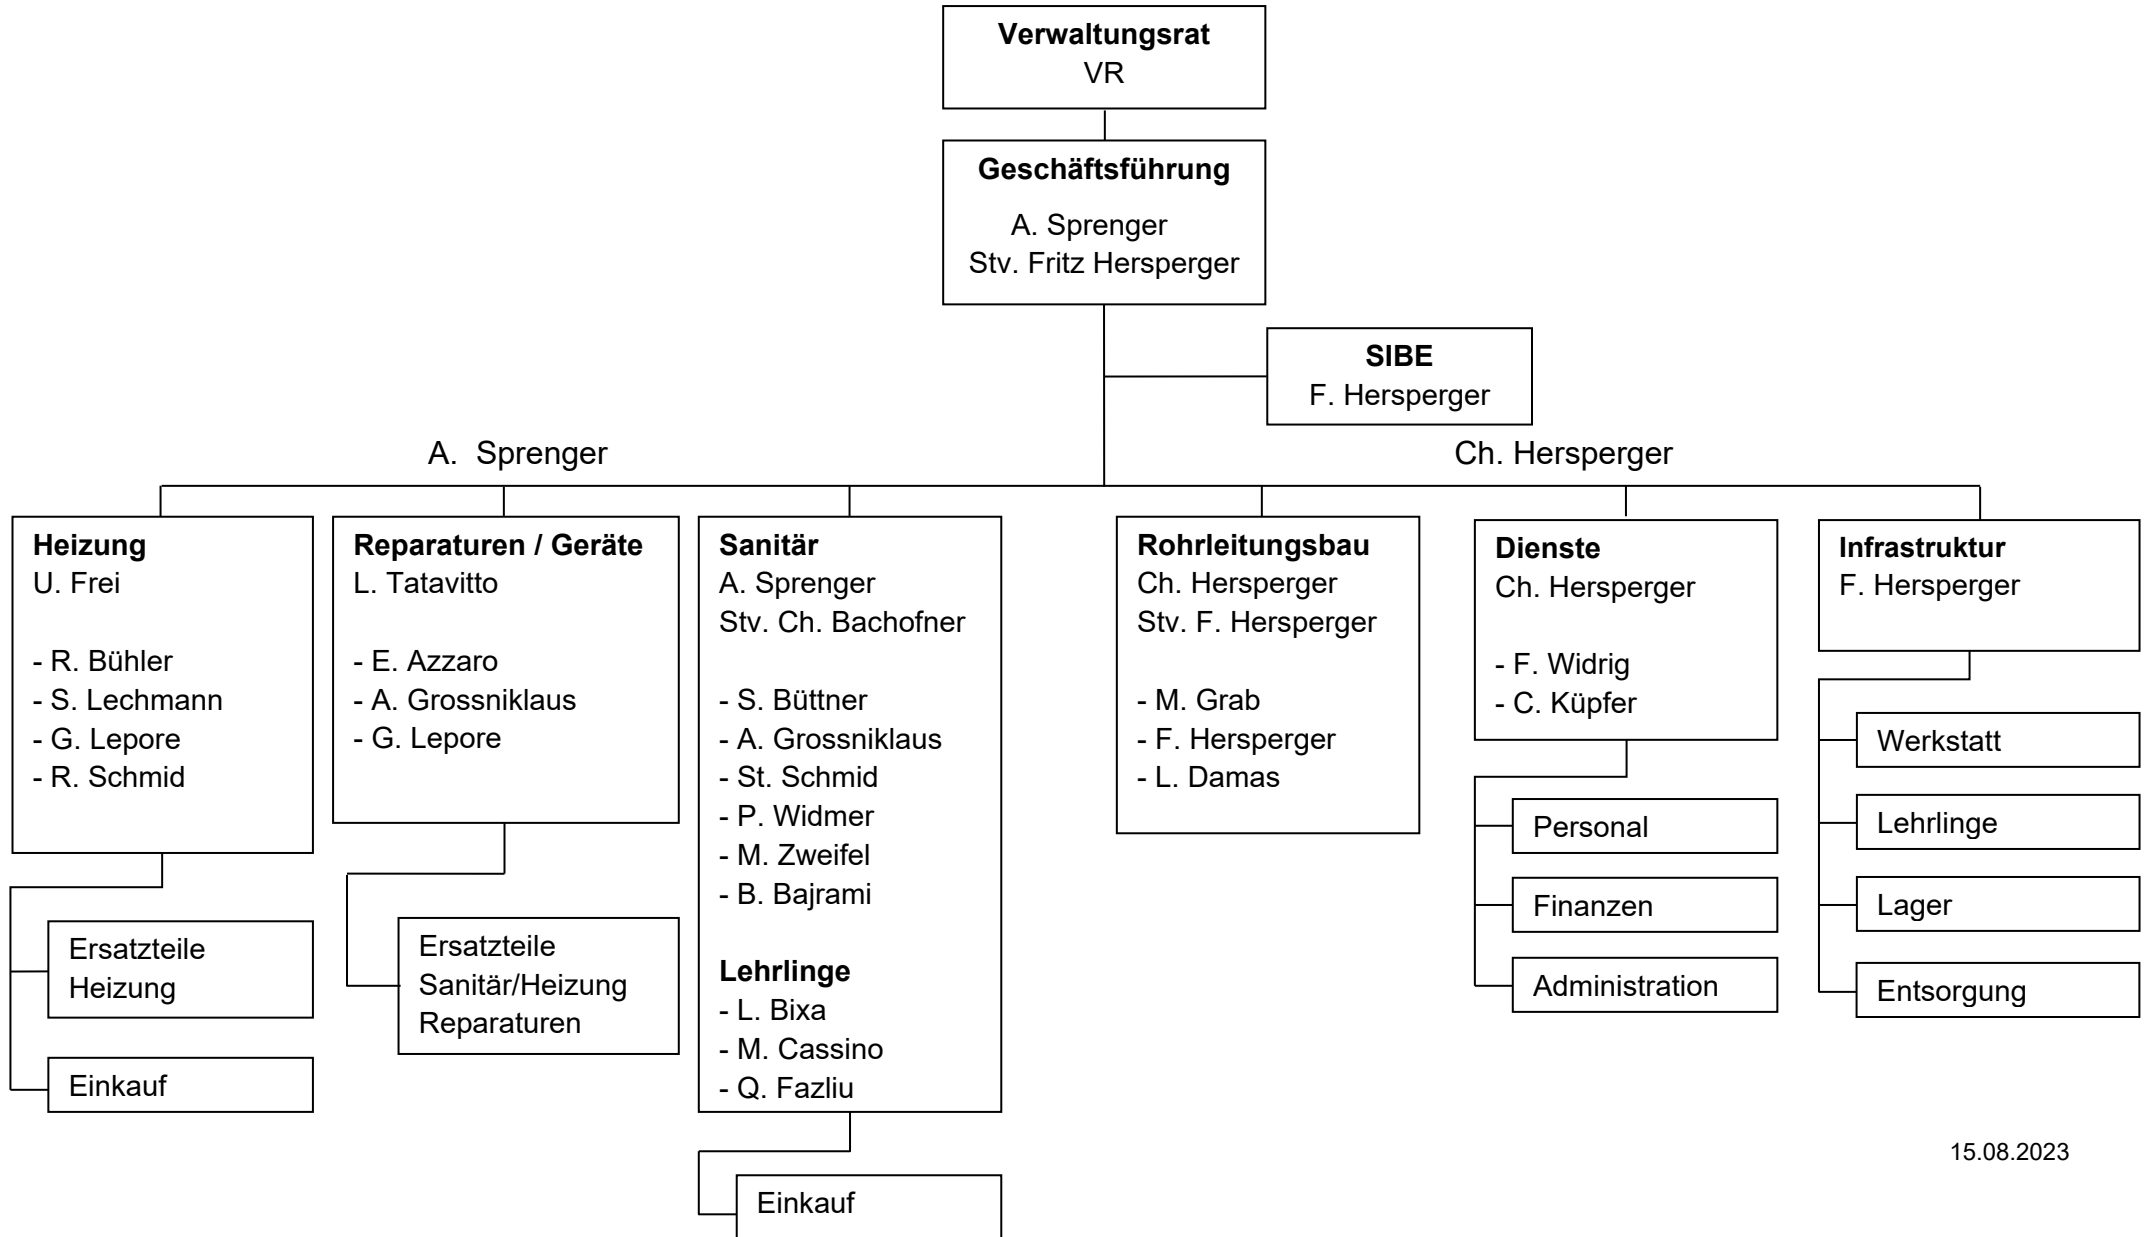 Verwaltungsrat
VR
Geschäftsführung
A. Sprenger
Stv. Fritz Hersperger
SIBE
F. Hersperger
A. Sprenger
Ch. Hersperger
Heizung
U. Frei
- R. Bühler
- S. Lechmann
- G. Lepore
- R. Schmid
Ersatzteile
Heizung
Einkauf
Reparaturen / Geräte
L. Tatavitto
- E. Azzaro
- A. Grossniklaus
- G. Lepore
Ersatzteile
Sanitär/Heizung
Reparaturen
Sanitär
A. Sprenger
Stv. Ch. Bachofner
- S. Büttner
- A. Grossniklaus
- St. Schmid
- P. Widmer
- M. Zweifel
- B. Bajrami
Lehrlinge
- L. Bixa
- M. Cassino
- Q. Fazliu
Einkauf
Rohrleitungsbau
Ch. Hersperger
Stv. F. Hersperger
- M. Grab
- F. Hersperger
- L. Damas
Dienste
Ch. Hersperger
- F. Widrig
- C. Küpfer
Personal
Finanzen
Administration
Infrastruktur
F. Hersperger
Werkstatt
Lehrlinge
Lager
Entsorgung
15.08.2023